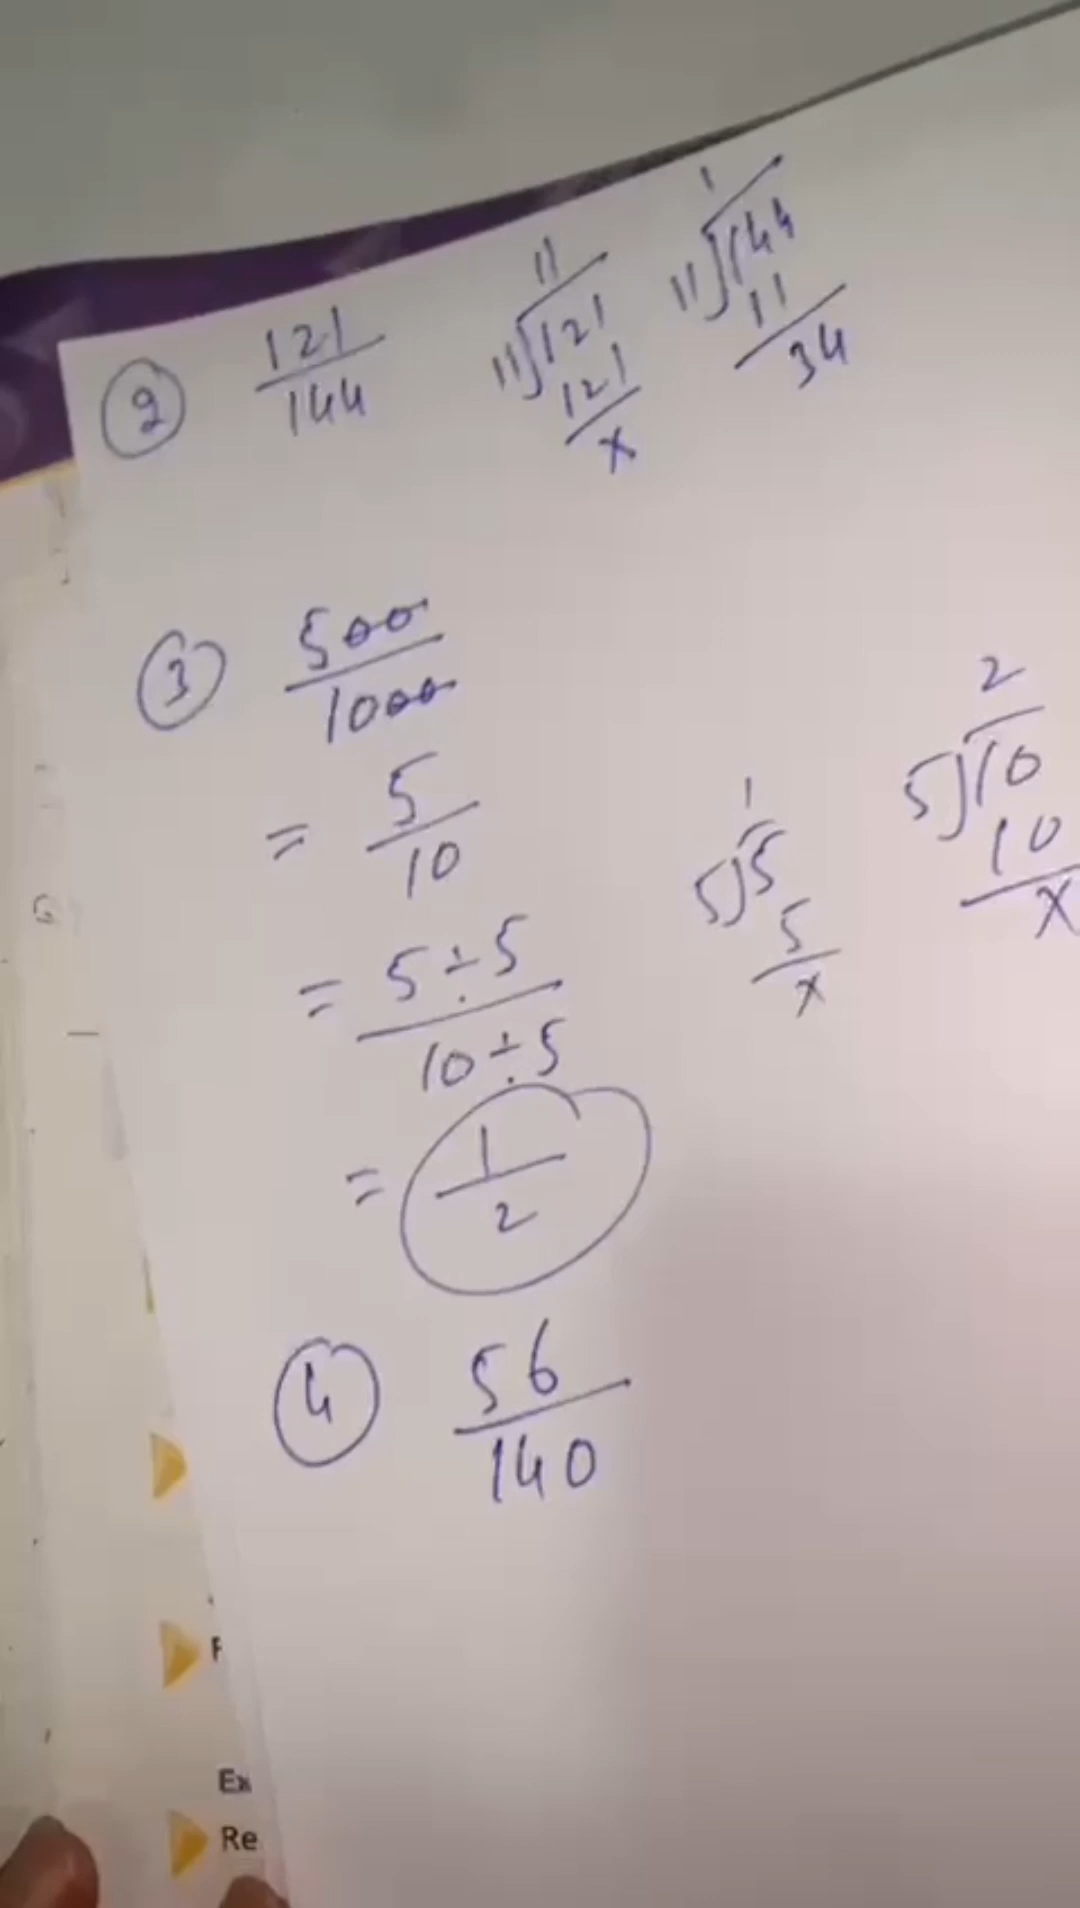 ② 121/144 11)121 11 121 x 11)144 1 11 34
③ 500/1000
= 5/10 5)5 1 5 x 5)10 2 10 x
= 5÷5/10÷5
= 1/2
④ 56/140
Ex
Re